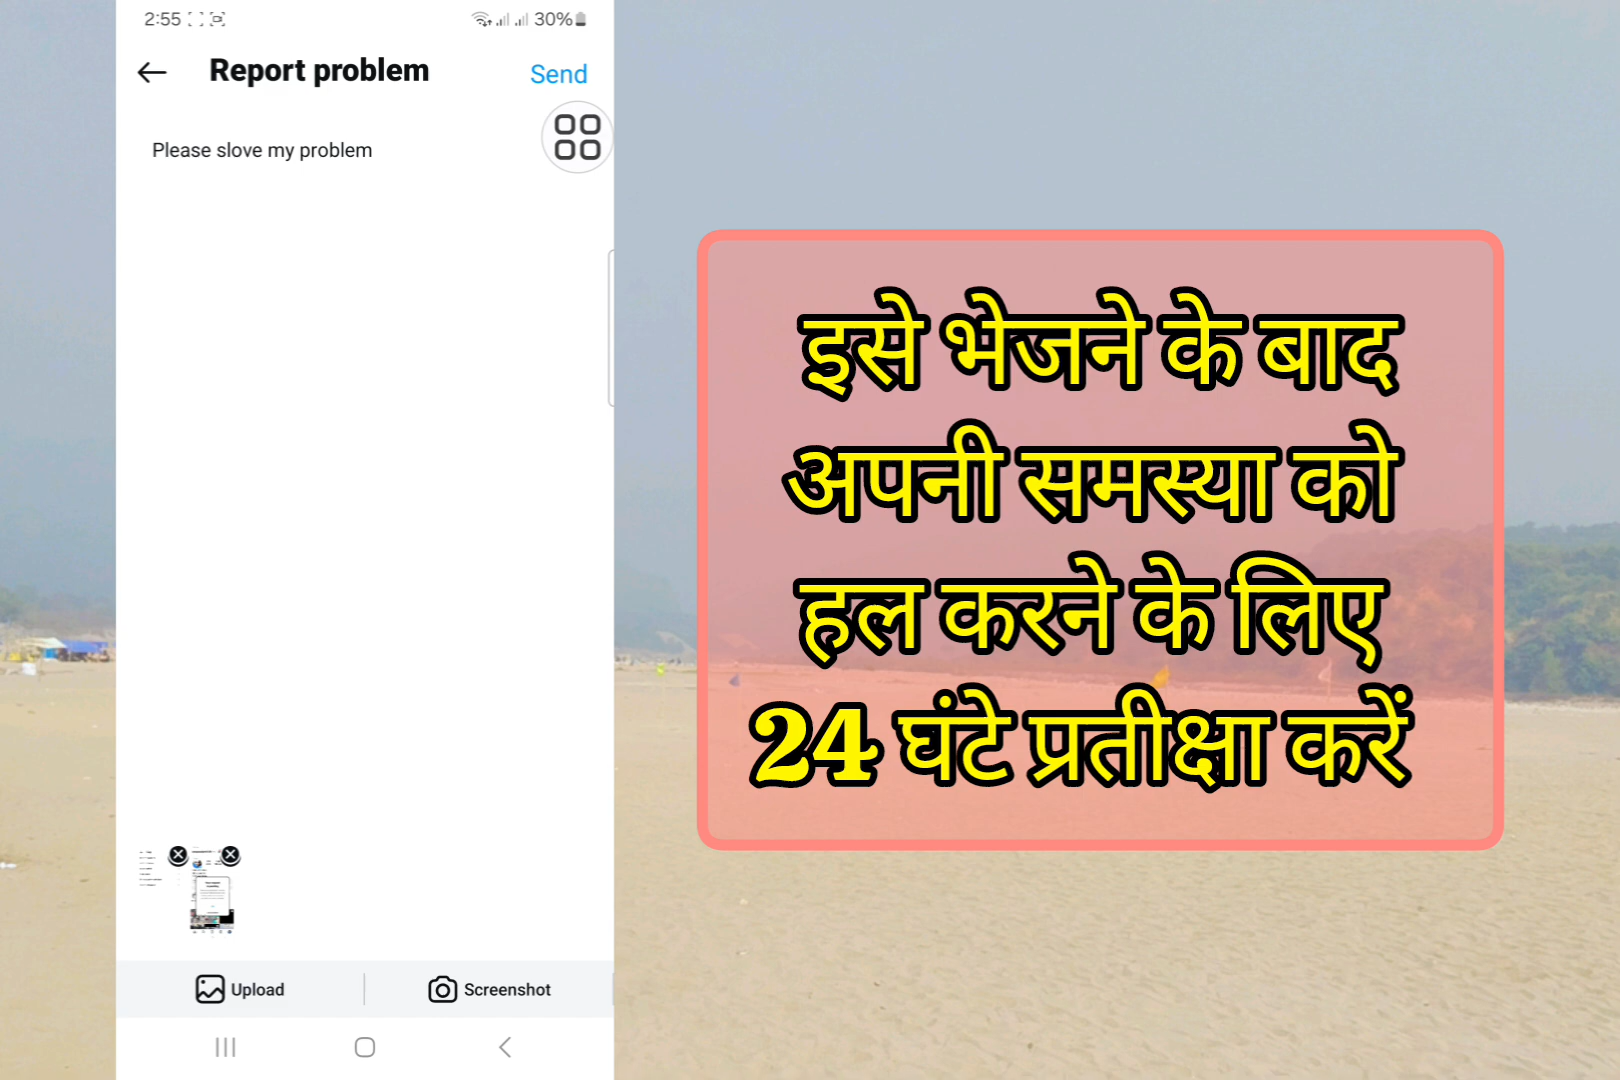 2:55
30%
Report problem
Send
Please slove my problem
इसे भेजने के बाद
अपनी समस्या को
हल करने के लिए
24 घंटे प्रतीक्षा करें
Upload
Screenshot